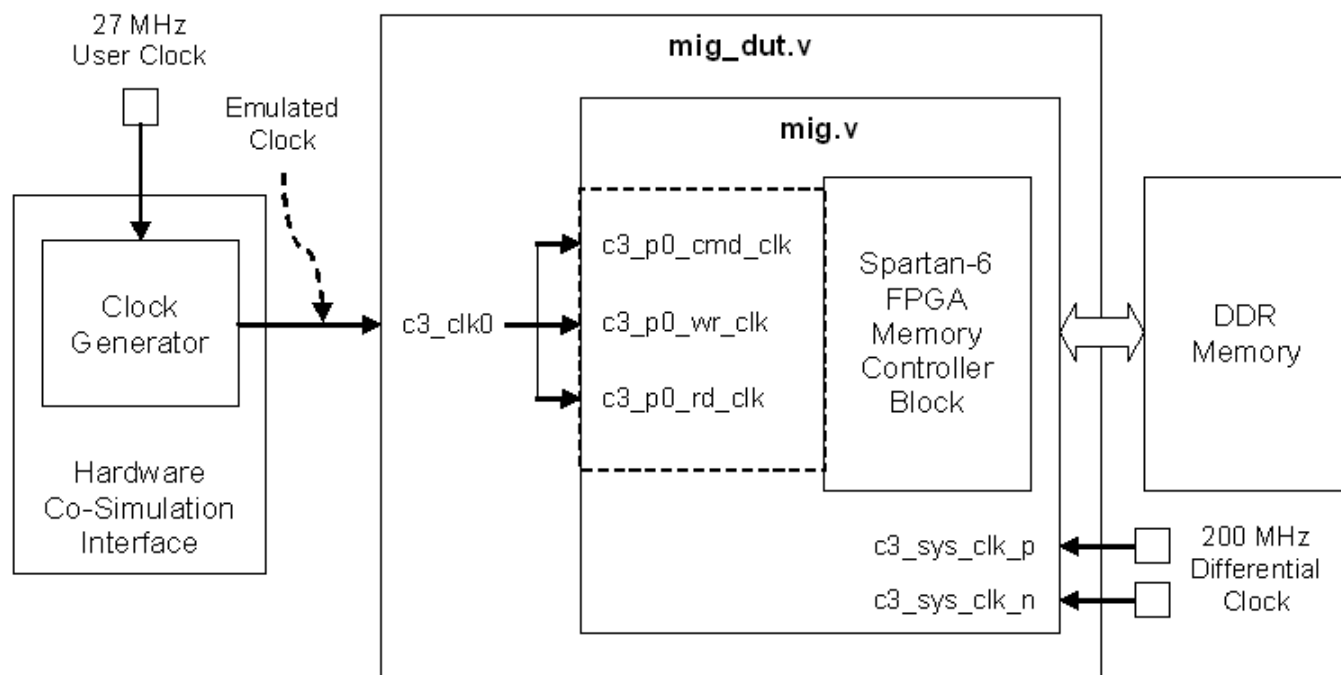 27 MHz
User Clock
Emulated
Clock
Clock
Generator
Hardware
Co-Simulation
Interface
mig_dut.v
mig.v
c3_clk0
c3_p0_cmd_clk
c3_p0_wr_clk
c3_p0_rd_clk
Spartan-6
FPGA
Memory
Controller
Block
c3_sys_clk_p
c3_sys_clk_n
DDR
Memory
200 MHz
Differential
Clock